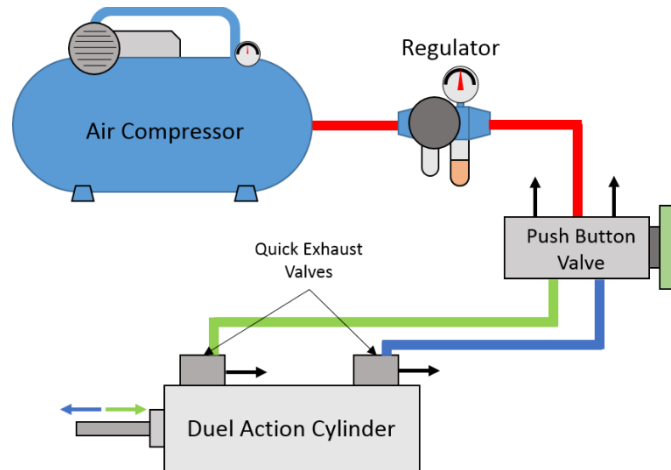 Regulator
Air Compressor
Push Button
Valve
Quick Exhaust
Valves
Duel Action Cylinder